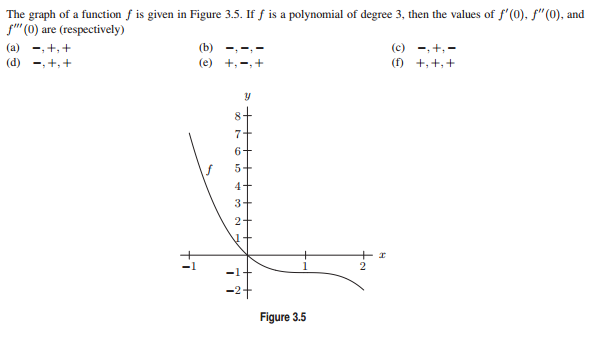 The graph of a function f is given in Figure 3.5. If f is a polynomial of degree 3, then the values of f′(0), f″(0), and
f‴(0) are (respectively)
(a) −,+,+ (b) −,−,− (c) −,+,−
(d) −,+,+ (e) +,−,+ (f) +,+,+
y
8
7
6
f 5
4
3
2
1
x
−1 1 2
−1
−2
Figure 3.5